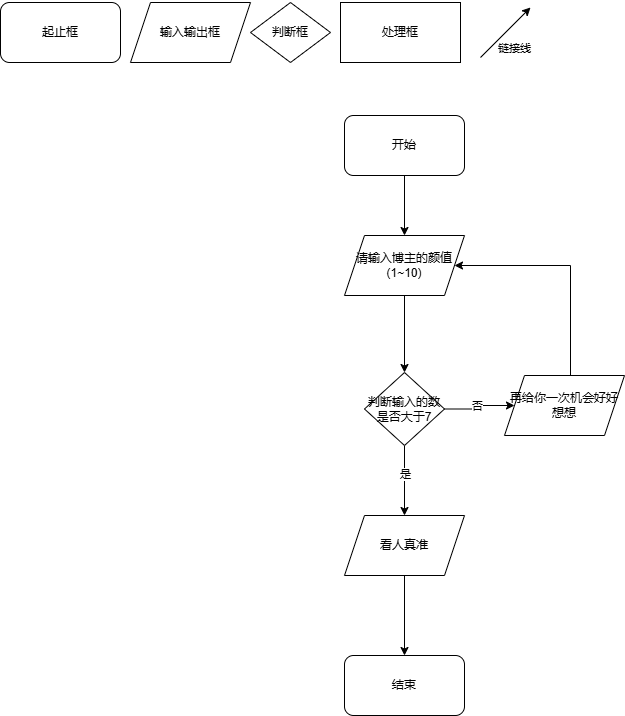 起止框
输入输出框
判断框
处理框
链接线
开始
请输入博主的颜值
(1~10)
判断输入的数
是否大于7
否
再给你一次机会好好
想想
是
看人真准
结束